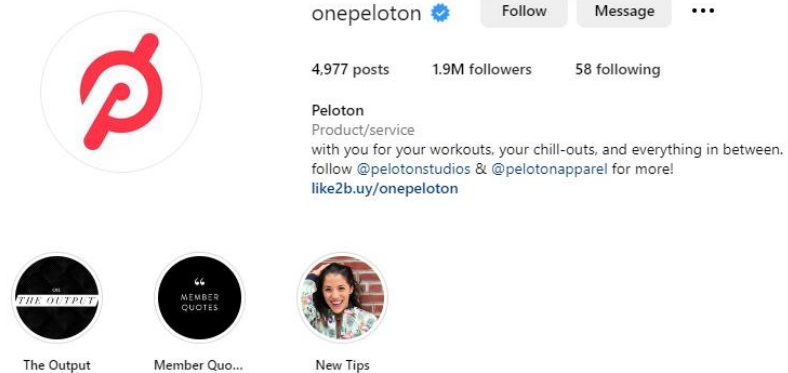 onepeloton Follow Message
4,977 posts 1.9M followers 58 following
Peloton
Product/service
with you for your workouts, your chill-outs, and everything in between.
follow @pelotonstudios & @pelotonapparel for more!
like2b.uy/onepeloton
THE OUTPUT
MEMBER
QUOTES
The Output Member Quo... New Tips